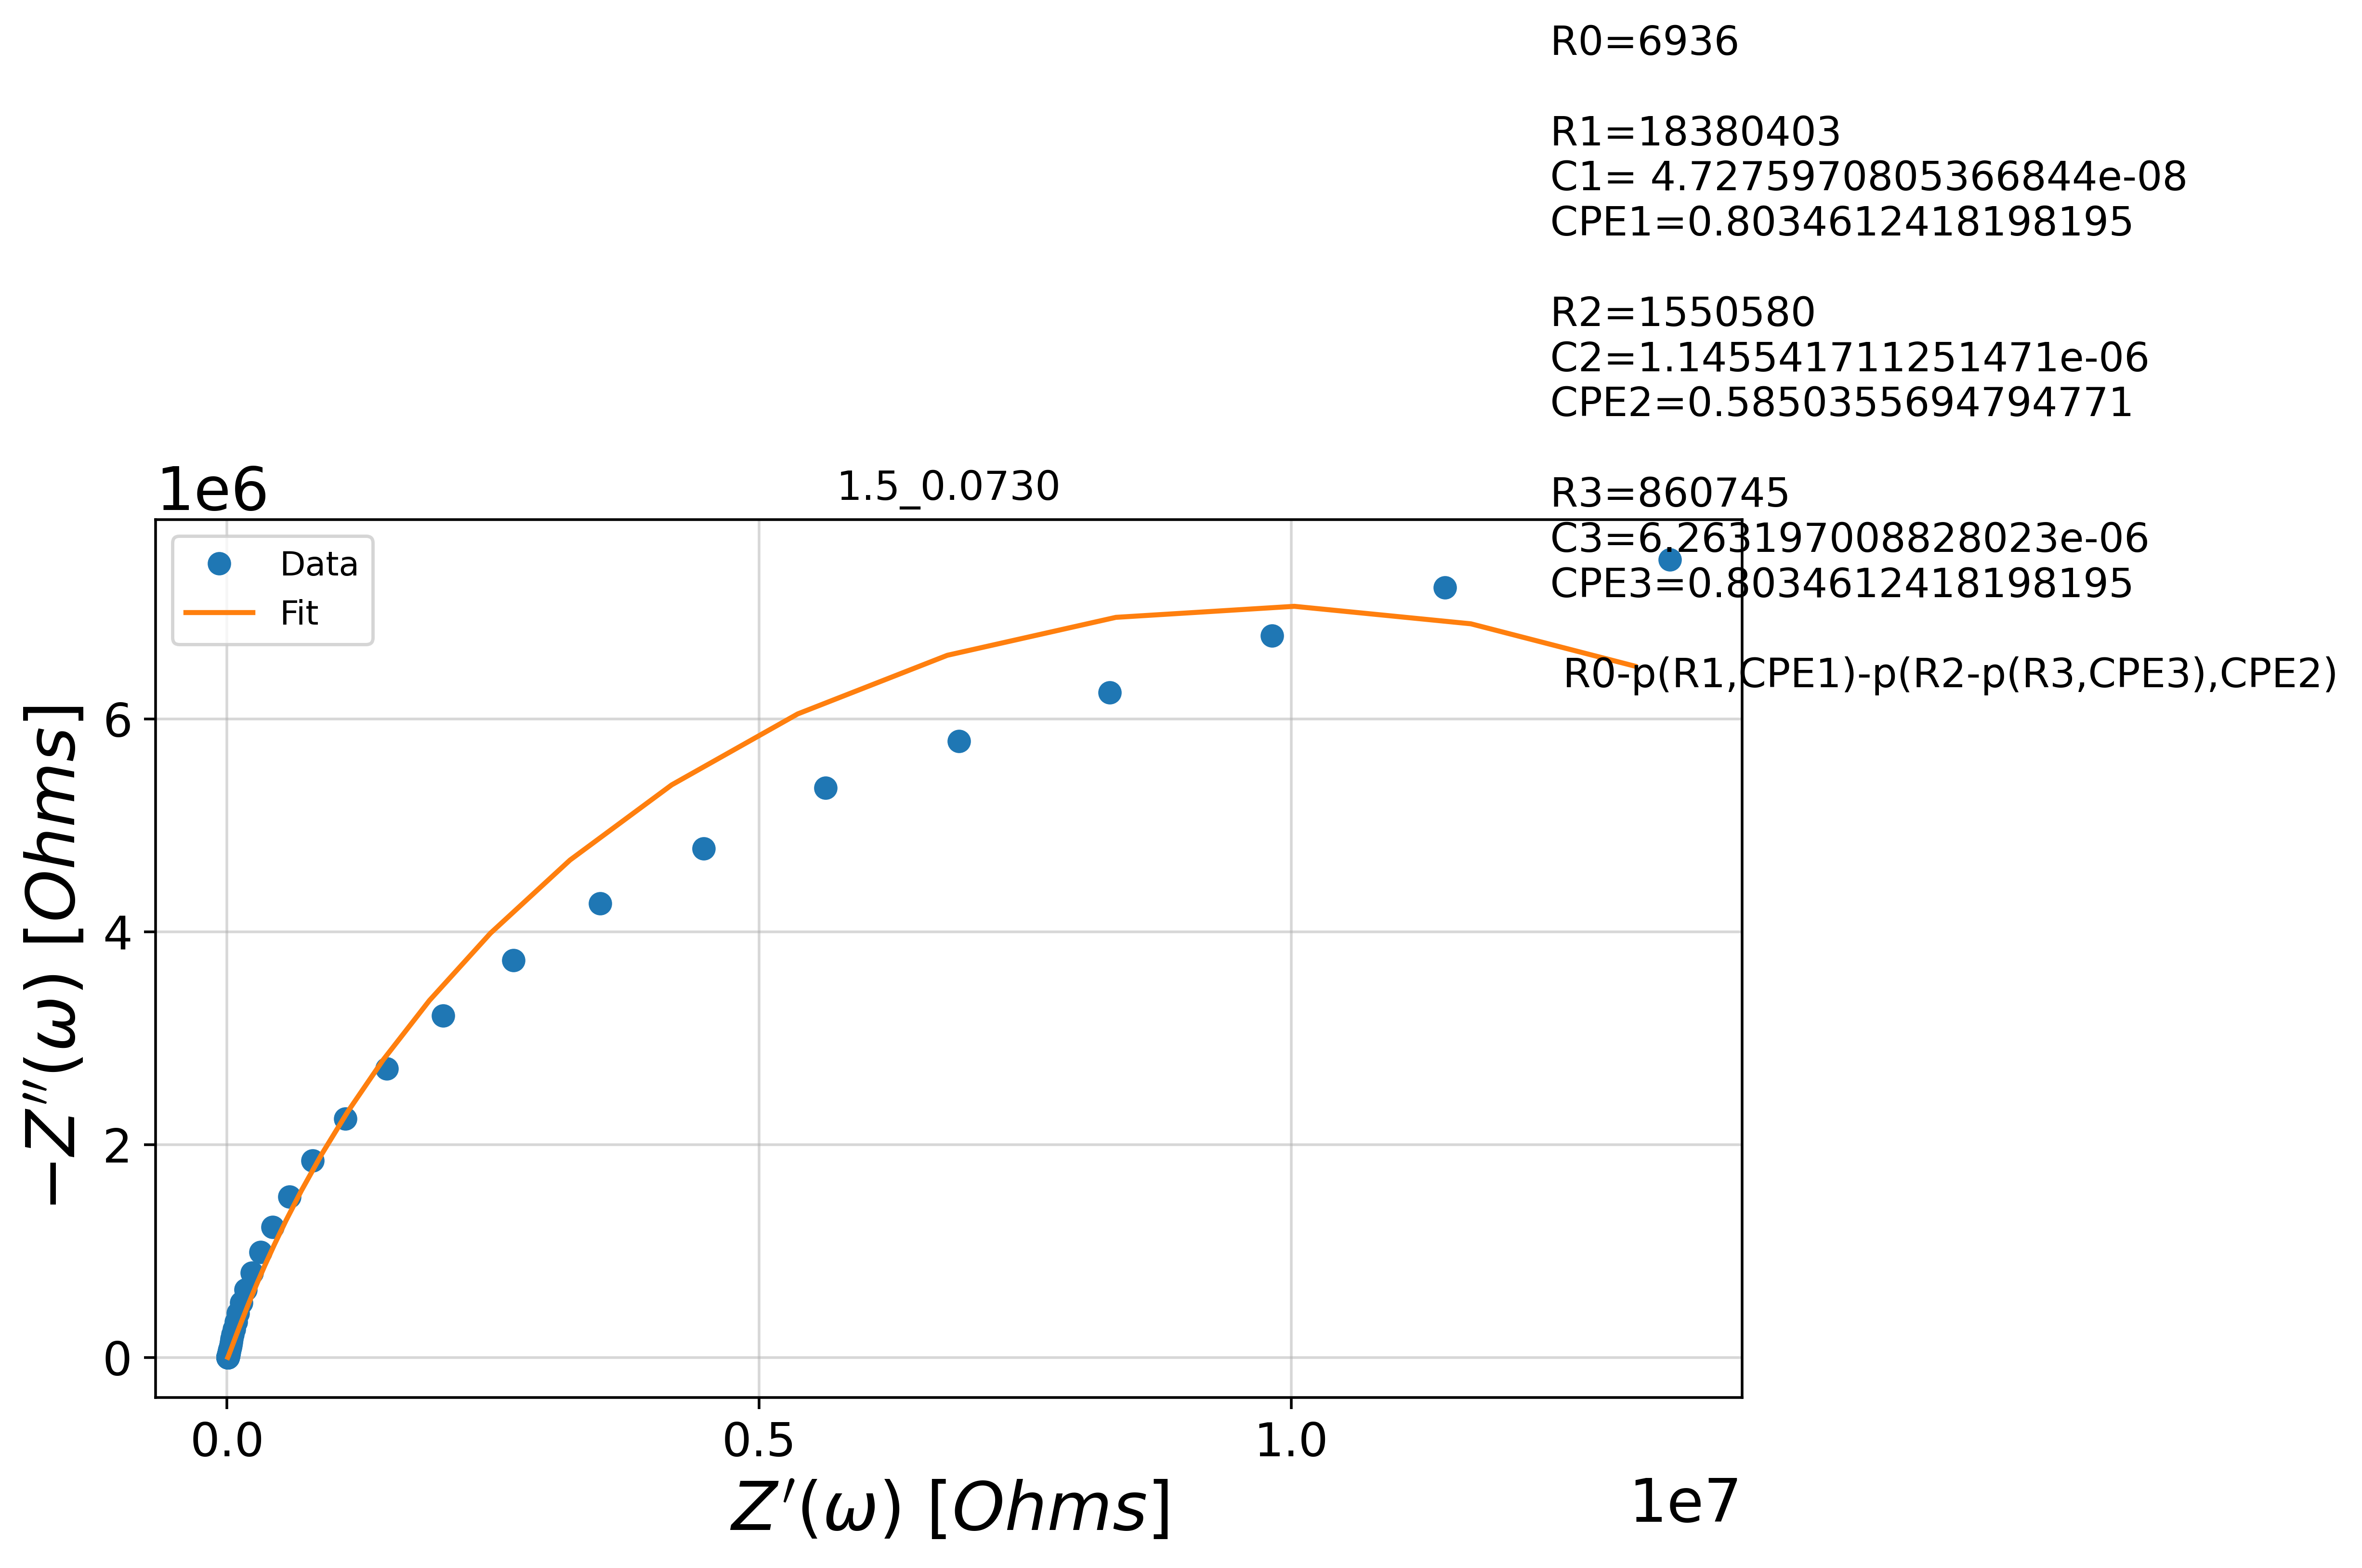 R0=6936
R1=18380403
C1= 4.7275970805366844e-08
CPE1=0.8034612418198195
R2=1550580
C2=1.145541711251471e-06
CPE2=0.5850355694794771
R3=860745
C3=6.263197008828023e-06
CPE3=0.8034612418198195
R0-p(R1,CPE1)-p(R2-p(R3,CPE3),CPE2)
1e6
1.5_0.0730
Data
Fit
6
4
2
0
−Z′′(ω) [Ohms]
0.0 0.5 1.0
1e7
Z′(ω) [Ohms]